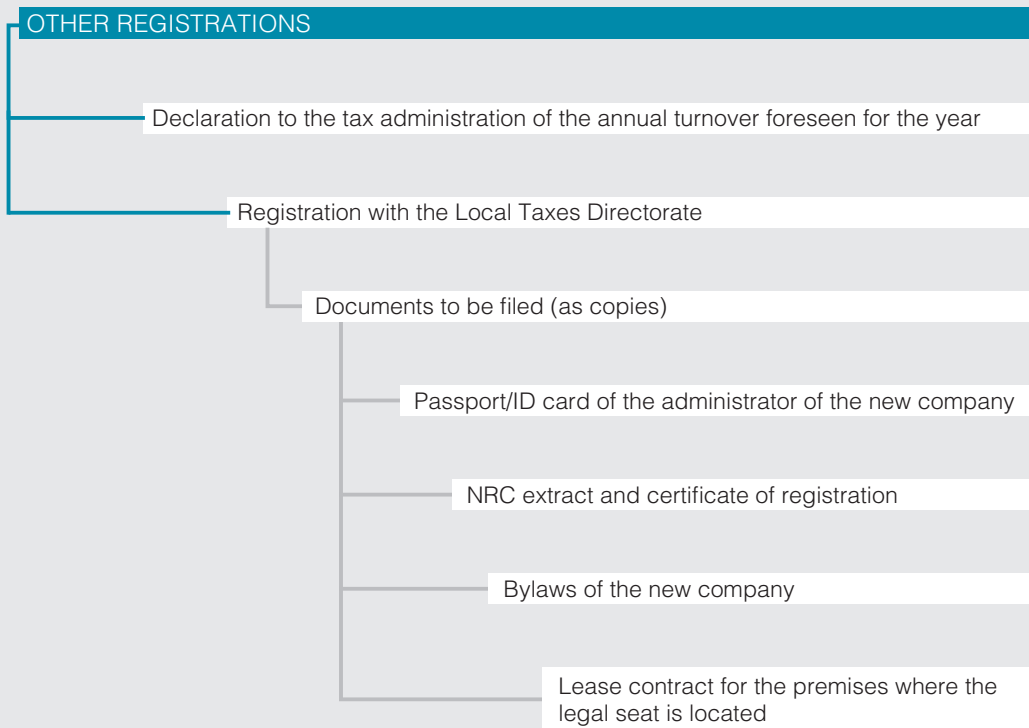 OTHER REGISTRATIONS
Declaration to the tax administration of the annual turnover foreseen for the year
Registration with the Local Taxes Directorate
Documents to be filed (as copies)
Passport/ID card of the administrator of the new company
NRC extract and certificate of registration
Bylaws of the new company
Lease contract for the premises where the
legal seat is located